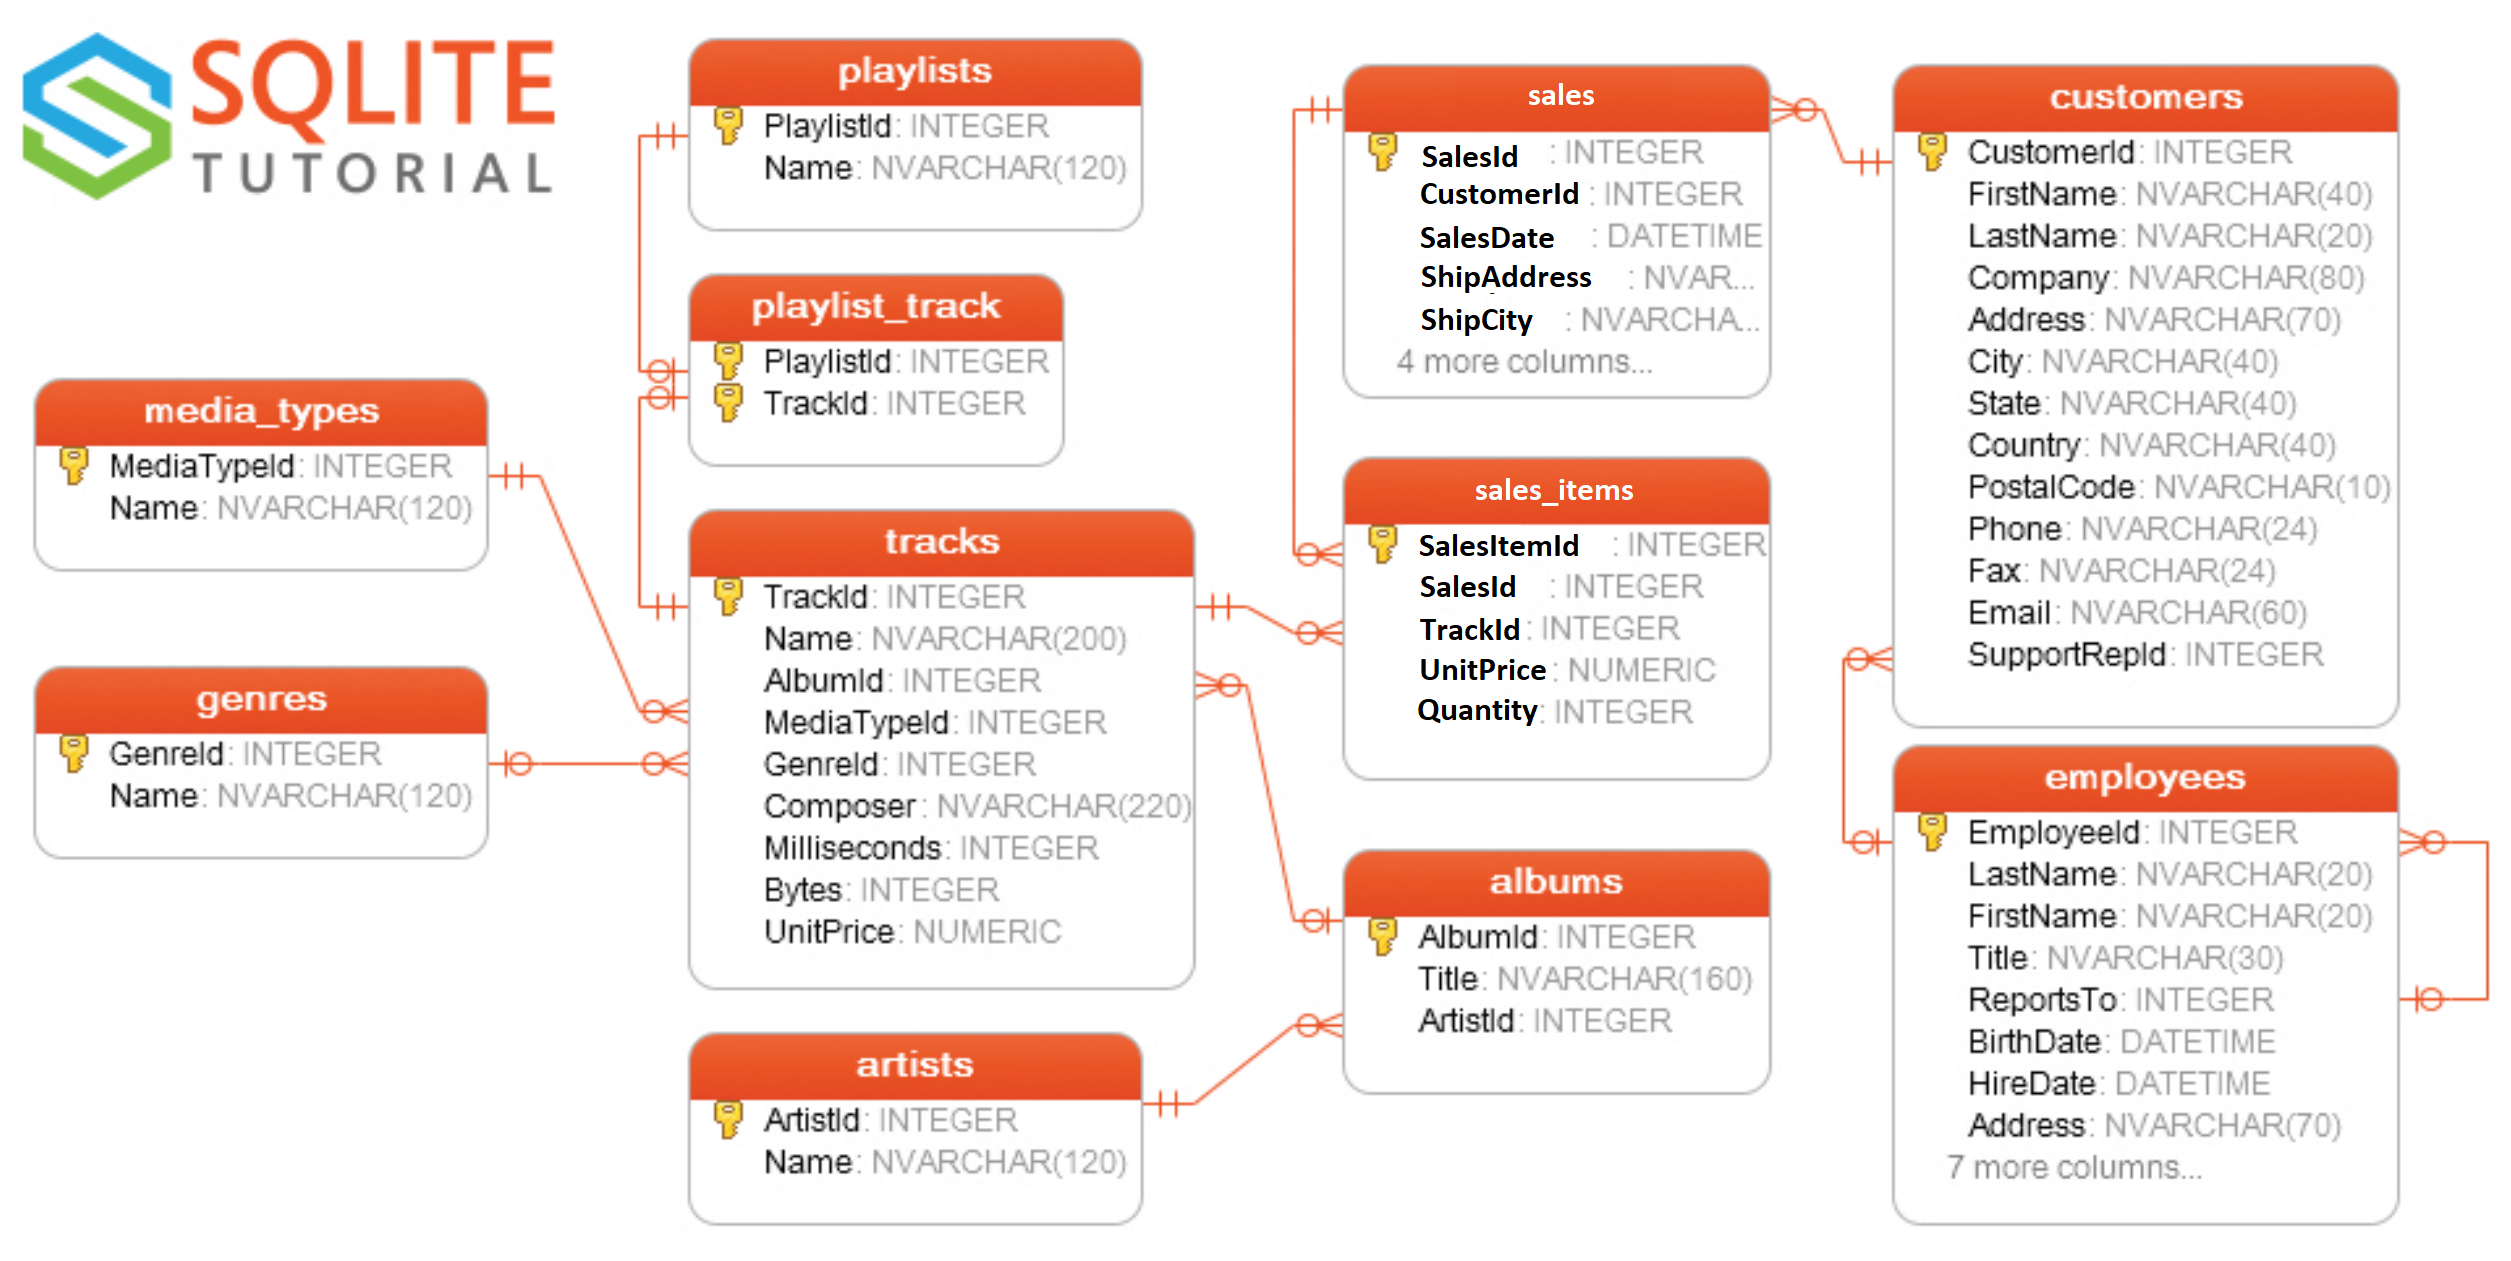 SQLITE
TUTORIAL
playlists
PlaylistId: INTEGER
Name: NVARCHAR(120)
playlist_track
PlaylistId: INTEGER
TrackId: INTEGER
media_types
MediaTypeId: INTEGER
Name: NVARCHAR(120)
genres
GenreId: INTEGER
Name: NVARCHAR(120)
tracks
TrackId: INTEGER
Name: NVARCHAR(200)
AlbumId: INTEGER
MediaTypeId: INTEGER
GenreId: INTEGER
Composer: NVARCHAR(220)
Milliseconds: INTEGER
Bytes: INTEGER
UnitPrice: NUMERIC
artists
ArtistId: INTEGER
Name: NVARCHAR(120)
sales
SalesId : INTEGER
CustomerId : INTEGER
SalesDate : DATETIME
ShipAddress : NVAR...
ShipCity : NVARCHA...
4 more columns...
sales_items
SalesItemId : INTEGER
SalesId : INTEGER
TrackId : INTEGER
UnitPrice : NUMERIC
Quantity: INTEGER
albums
AlbumId: INTEGER
Title: NVARCHAR(160)
ArtistId: INTEGER
customers
CustomerId: INTEGER
FirstName: NVARCHAR(40)
LastName: NVARCHAR(20)
Company: NVARCHAR(80)
Address: NVARCHAR(70)
City: NVARCHAR(40)
State: NVARCHAR(40)
Country: NVARCHAR(40)
PostalCode: NVARCHAR(10)
Phone: NVARCHAR(24)
Fax: NVARCHAR(24)
Email: NVARCHAR(60)
SupportRepId: INTEGER
employees
EmployeeId: INTEGER
LastName: NVARCHAR(20)
FirstName: NVARCHAR(20)
Title: NVARCHAR(30)
ReportsTo: INTEGER
BirthDate: DATETIME
HireDate: DATETIME
Address: NVARCHAR(70)
7 more columns...